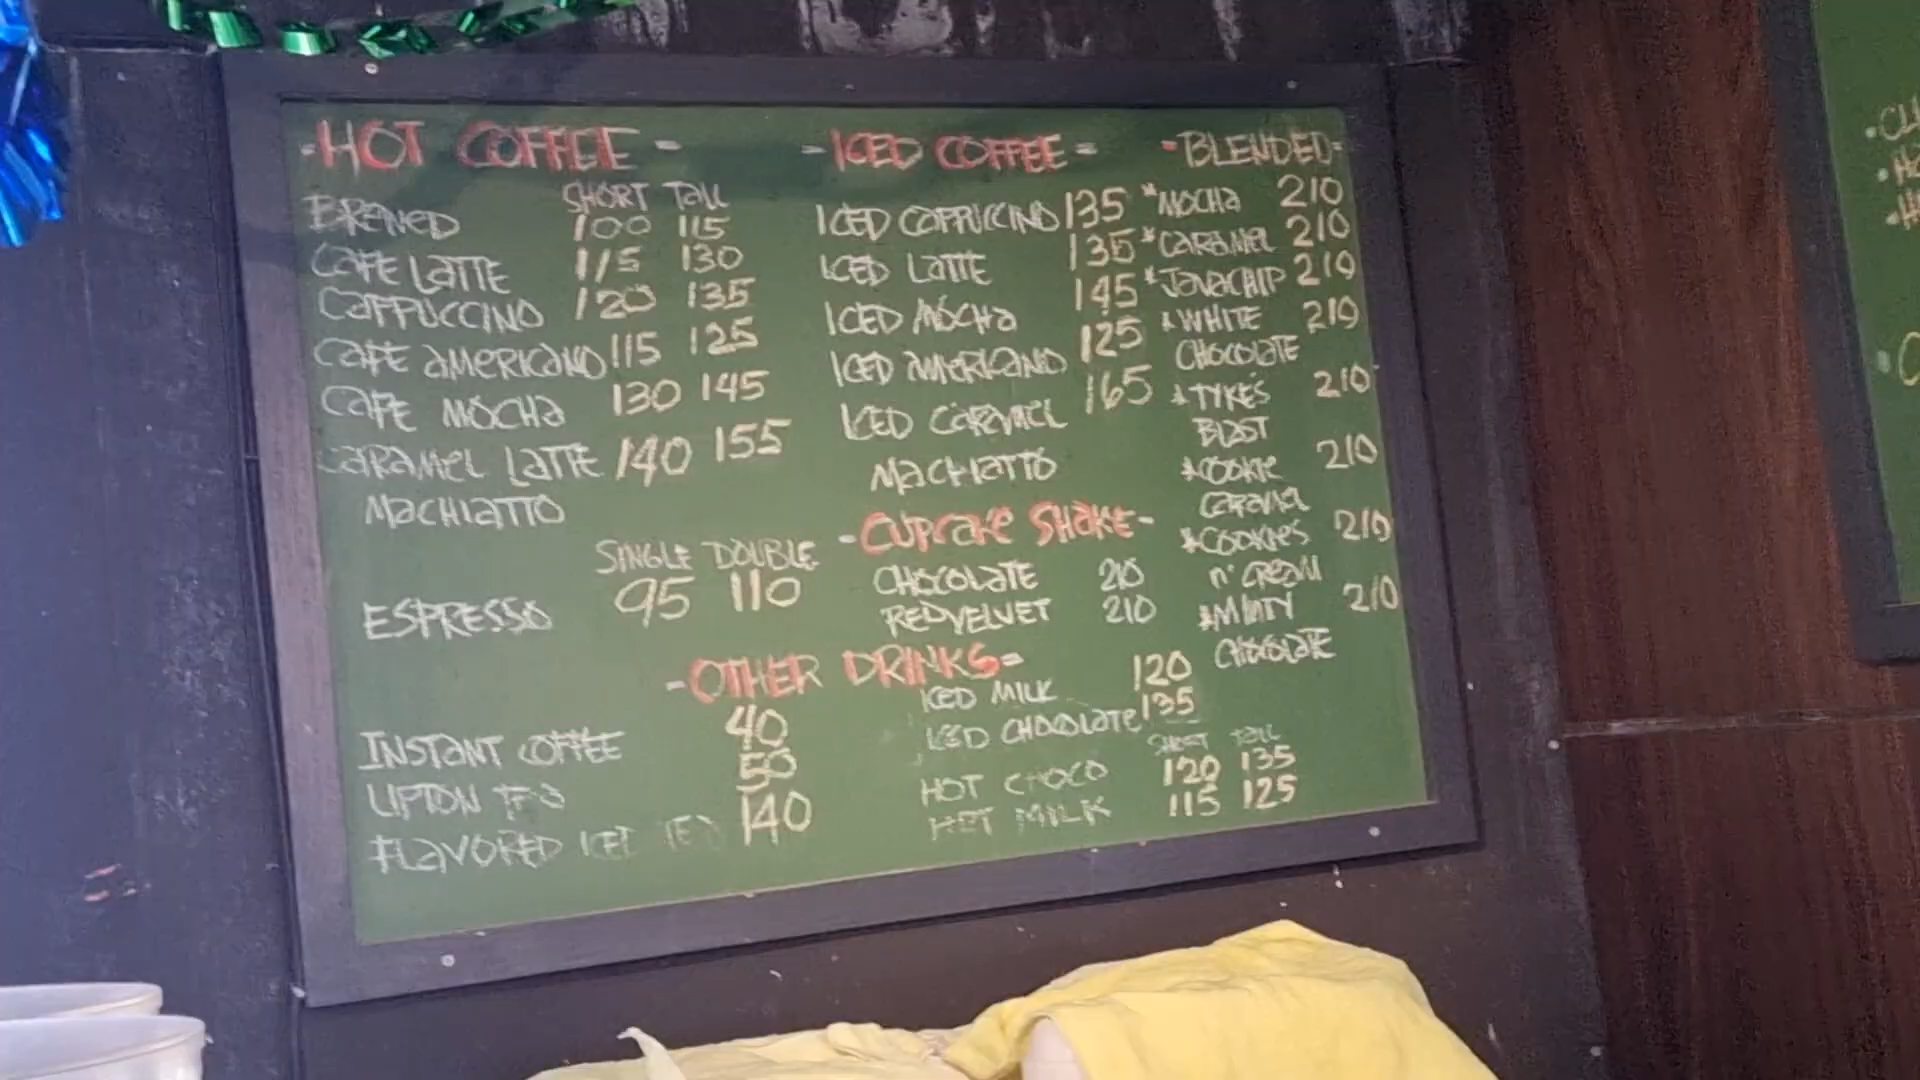 -HOT COFFEE-
SHORT TALL
BREWED 100 115
CAFE LATTE 115 130
CAPPUCCINO 120 135
CAFE AMERICANO 115 125
CAFE MOCHA 130 145
CARAMEL LATTE 140 155
MACHIATTO
SINGLE DOUBLE
ESPRESSO 95 110
-ICED COFFEE-
ICED CAPPUCCINO 135
ICED LATTE 135
ICED MOCHA 145
ICED AMERICANO 125
ICED CARAMEL 165
MACHIATTO
-CUPCAKE SHAKE-
CHOCOLATE 210
REDVELVET 210
-BLENDED-
*MOCHA 210
*CARAMEL 210
*JAVACHIP 210
*WHITE 210
CHOCOLATE
*TYKE'S 210
BLAST
*COOKIE 210
CARAMEL
*COOKIES 210
n' CREAM
*MINTY 210
CHOCOLATE
-OTHER DRINKS-
INSTANT COFFEE 40
LIPTON 50
FLAVORED ICED TEA 140
ICED MILK 120
ICED CHOCOLATE 135
SHORT TALL
HOT CHOCO 120 135
HOT MILK 115 125